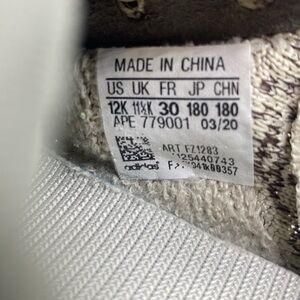 MADE IN CHINA
US UK FR JP CHN
12K 11½K 30 180 180
APE 779001 03/20
ART FZ1283
adidas